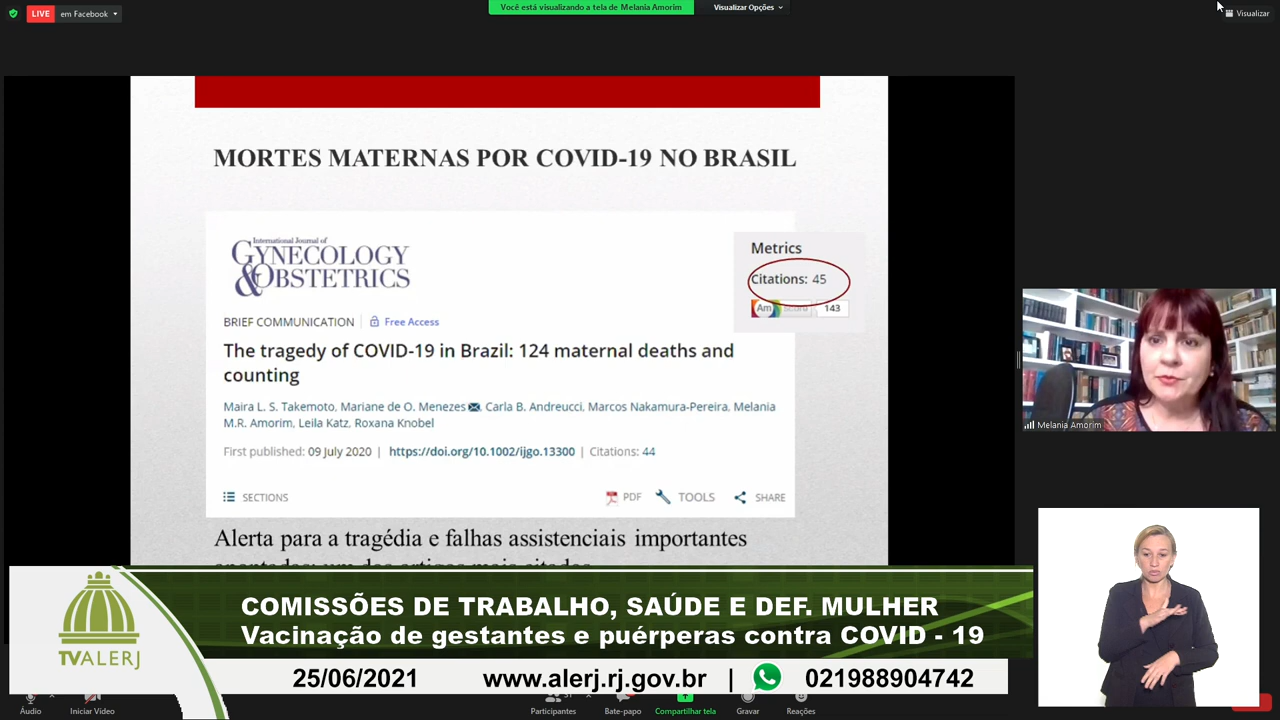 LIVE
em Facebook
Você está visualizando a tela de Melania Amorim
Visualizar Opções
Visualizar
MORTES MATERNAS POR COVID-19 NO BRASIL
International Journal of
GYNECOLOGY
&OBSTETRICS
Metrics
Citations: 45
Am score 143
BRIEF COMMUNICATION
Free Access
The tragedy of COVID-19 in Brazil: 124 maternal deaths and
counting
Maira L. S. Takemoto, Mariane de O. Menezes, Carla B. Andreucci, Marcos Nakamura-Pereira, Melania
M.R. Amorim, Leila Katz, Roxana Knobel
First published: 09 July 2020 | https://doi.org/10.1002/ijgo.13300 | Citations: 44
SECTIONS
PDF
TOOLS
SHARE
Melania Amorim
Alerta para a tragédia e falhas assistenciais importantes
TVALERJ
COMISSÕES DE TRABALHO, SAÚDE E DEF. MULHER
Vacinação de gestantes e puérperas contra COVID - 19
25/06/2021
www.alerj.rj.gov.br | 021988904742
Áudio
Iniciar Vídeo
Participantes
Bate-papo
Compartilhar tela
Gravar
Reações